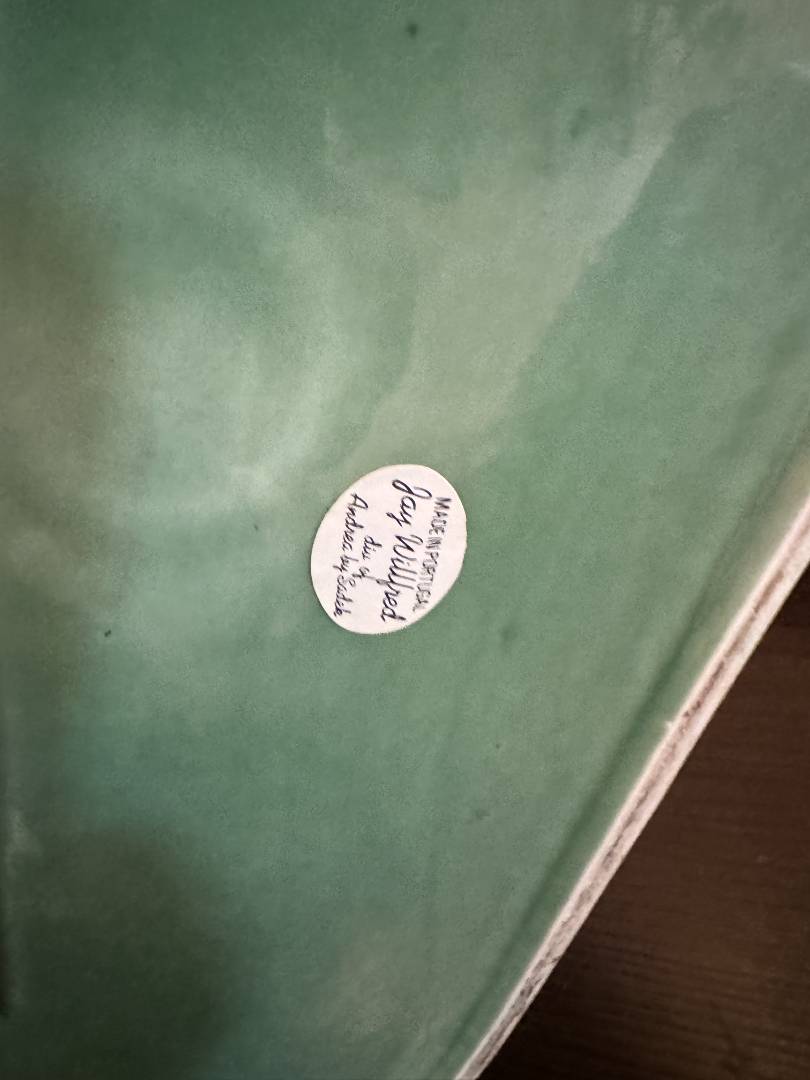 MADE IN PORTUGAL
Jay Willfred
div of
Andrea by Sadek